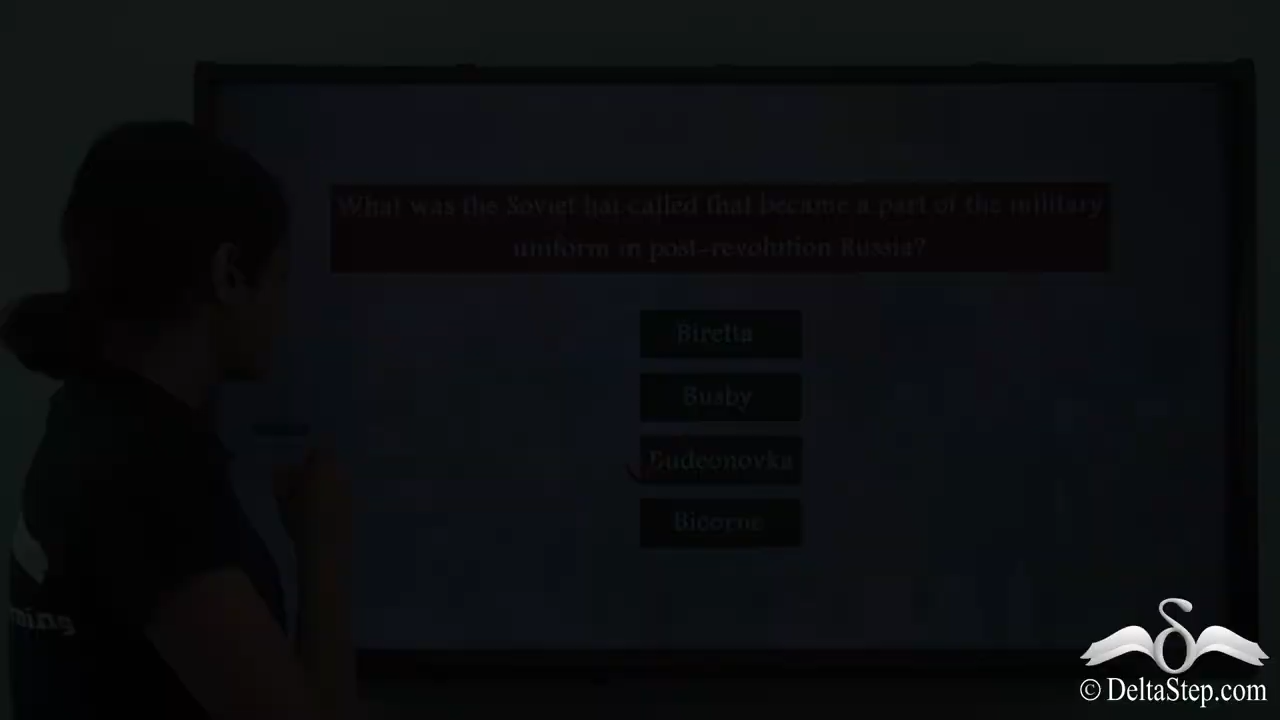 What was the Soviet hat called that became a part of the military
uniform in post-revolution Russia?
Biretta
Busby
Budeonovka
Bicorne
ning
© DeltaStep.com